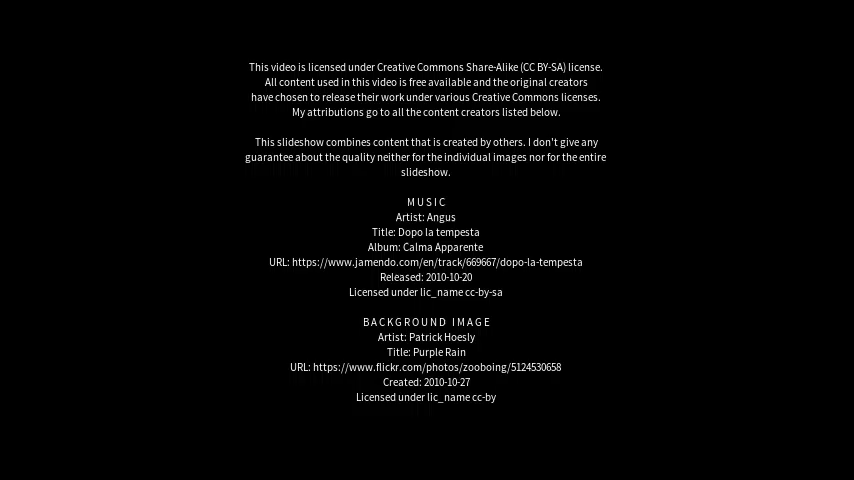 This video is licensed under Creative Commons Share-Alike (CC BY-SA) license.
All content used in this video is free available and the original creators
have chosen to release their work under various Creative Commons licenses.
My attributions go to all the content creators listed below.
This slideshow combines content that is created by others. I don't give any
guarantee about the quality neither for the individual images nor for the entire
slideshow.
MUSIC
Artist: Angus
Title: Dopo la tempesta
Album: Calma Apparente
URL: https://www.jamendo.com/en/track/669667/dopo-la-tempesta
Released: 2010-10-20
Licensed under lic_name cc-by-sa
BACKGROUND IMAGE
Artist: Patrick Hoesly
Title: Purple Rain
URL: https://www.flickr.com/photos/zooboing/5124530658
Created: 2010-10-27
Licensed under lic_name cc-by